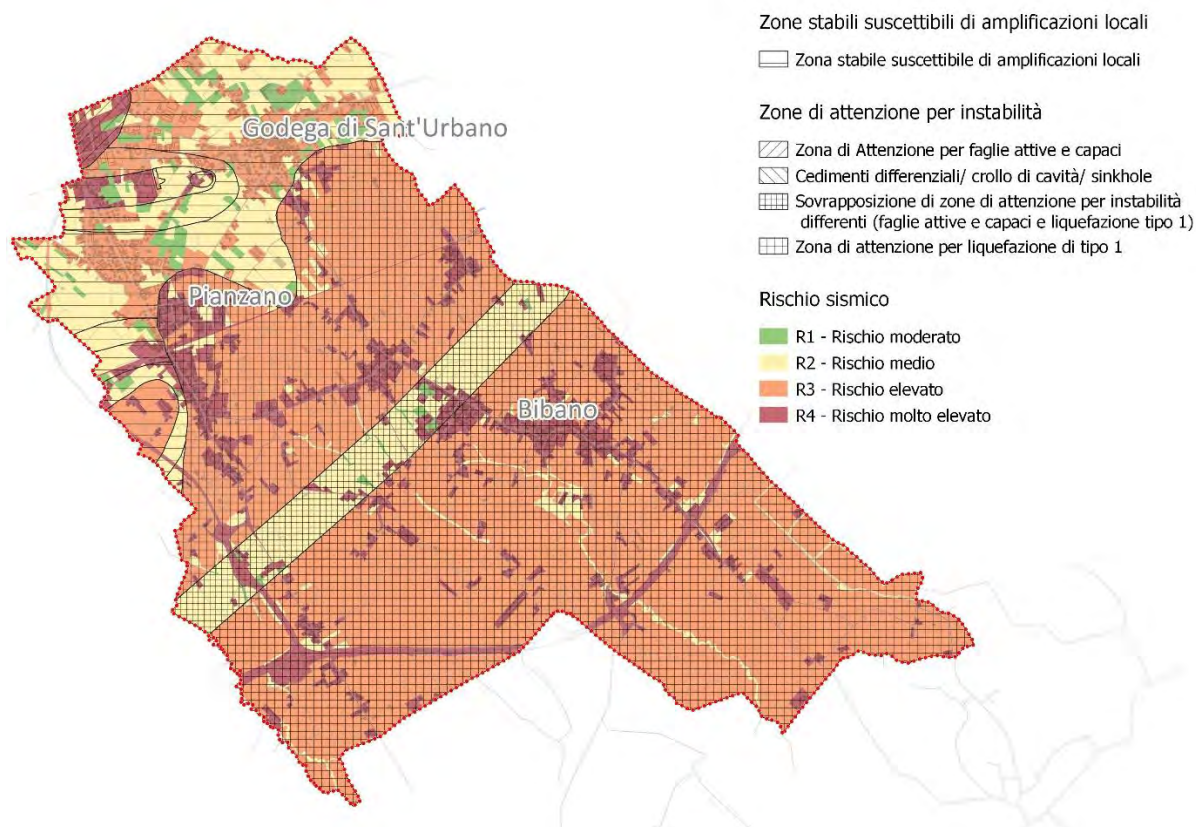 Zone stabili suscettibili di amplificazioni locali
Zona stabile suscettibile di amplificazioni locali
Zone di attenzione per instabilità
Zona di Attenzione per faglie attive e capaci
Cedimenti differenziali/ crollo di cavità/ sinkhole
Sovrapposizione di zone di attenzione per instabilità
differenti (faglie attive e capaci e liquefazione tipo 1)
Zona di attenzione per liquefazione di tipo 1
Rischio sismico
R1 - Rischio moderato
R2 - Rischio medio
R3 - Rischio elevato
R4 - Rischio molto elevato
Godega di Sant'Urbano
Pianzano
Bibano